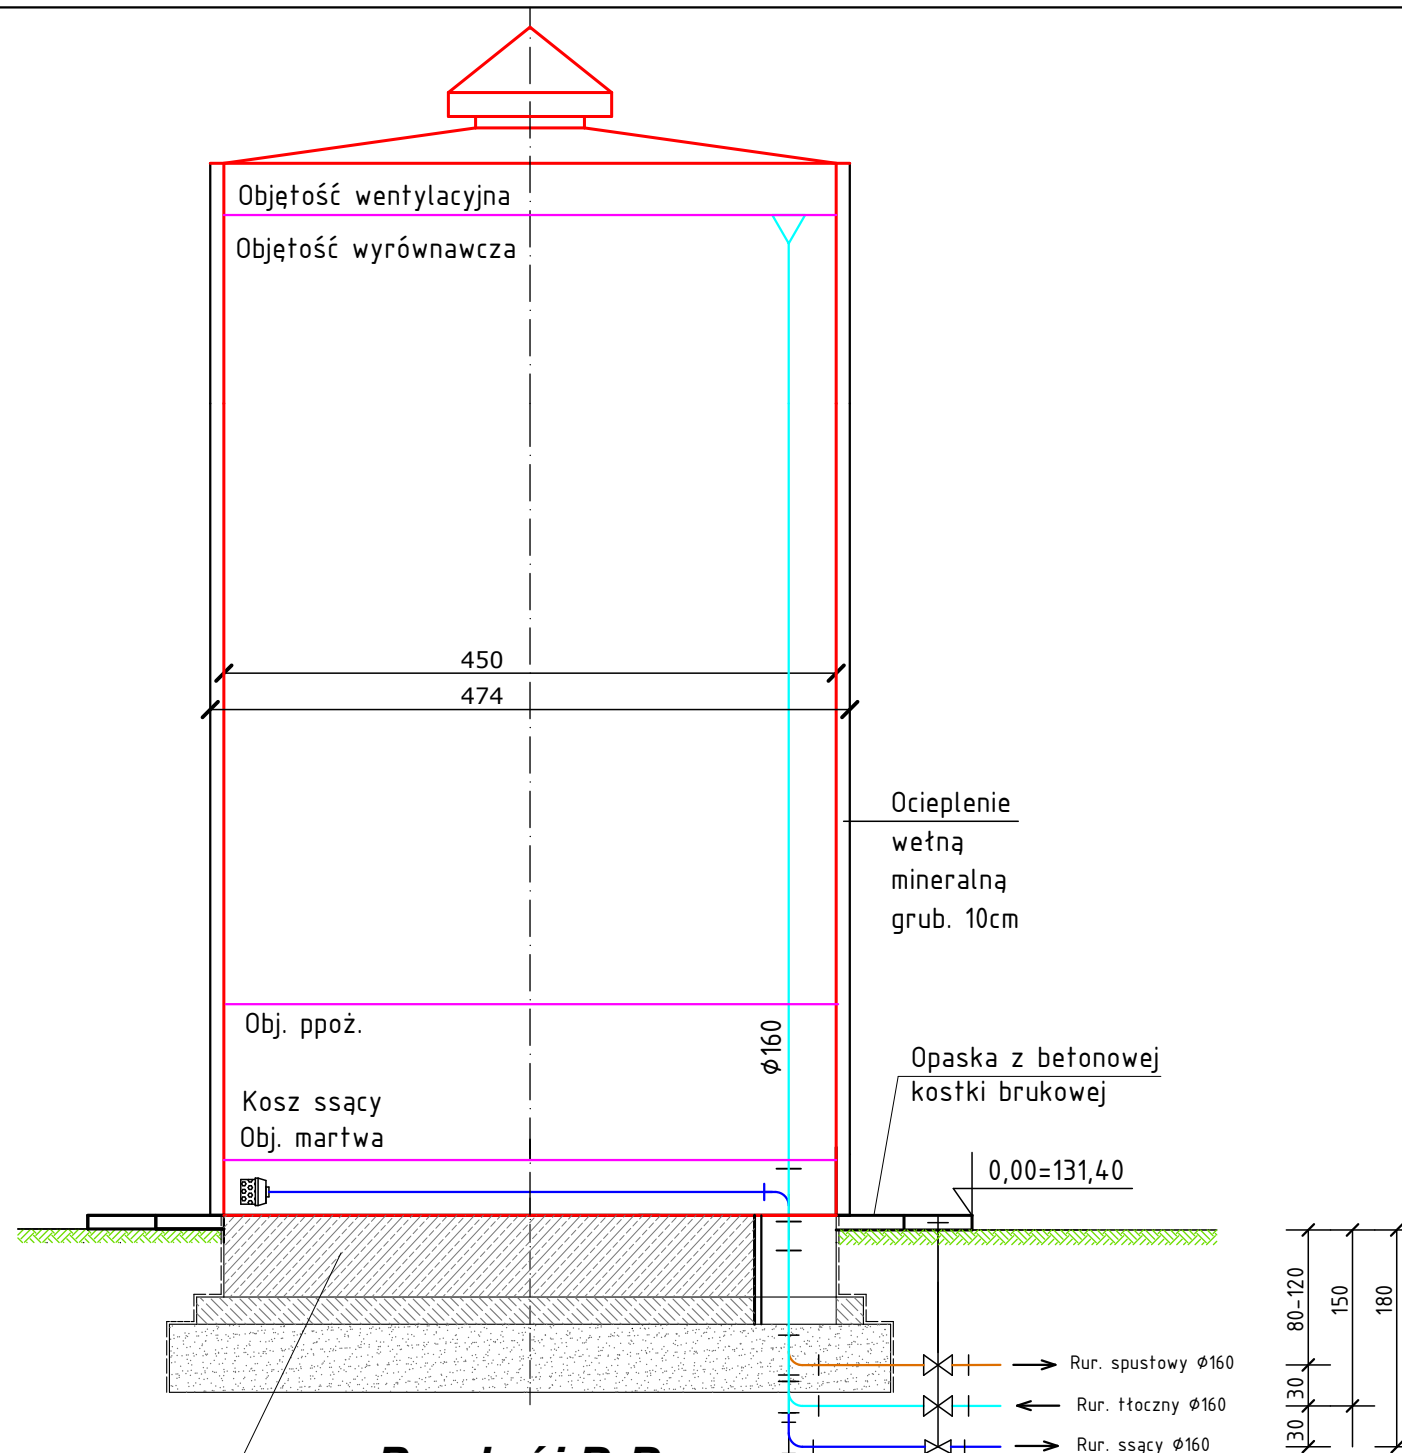 Objętość wentylacyjna
Objętość wyrównawcza
450
474
Ocieplenie
wełną
mineralną
grub. 10cm
Obj. ppoż.
Φ160
Opaska z betonowej
kostki brukowej
Kosz ssący
Obj. martwa
0,00=131,40
80-120
150
180
30
30
Rur. spustowy Φ160
Rur. tłoczny Φ160
Rur. ssący Φ160